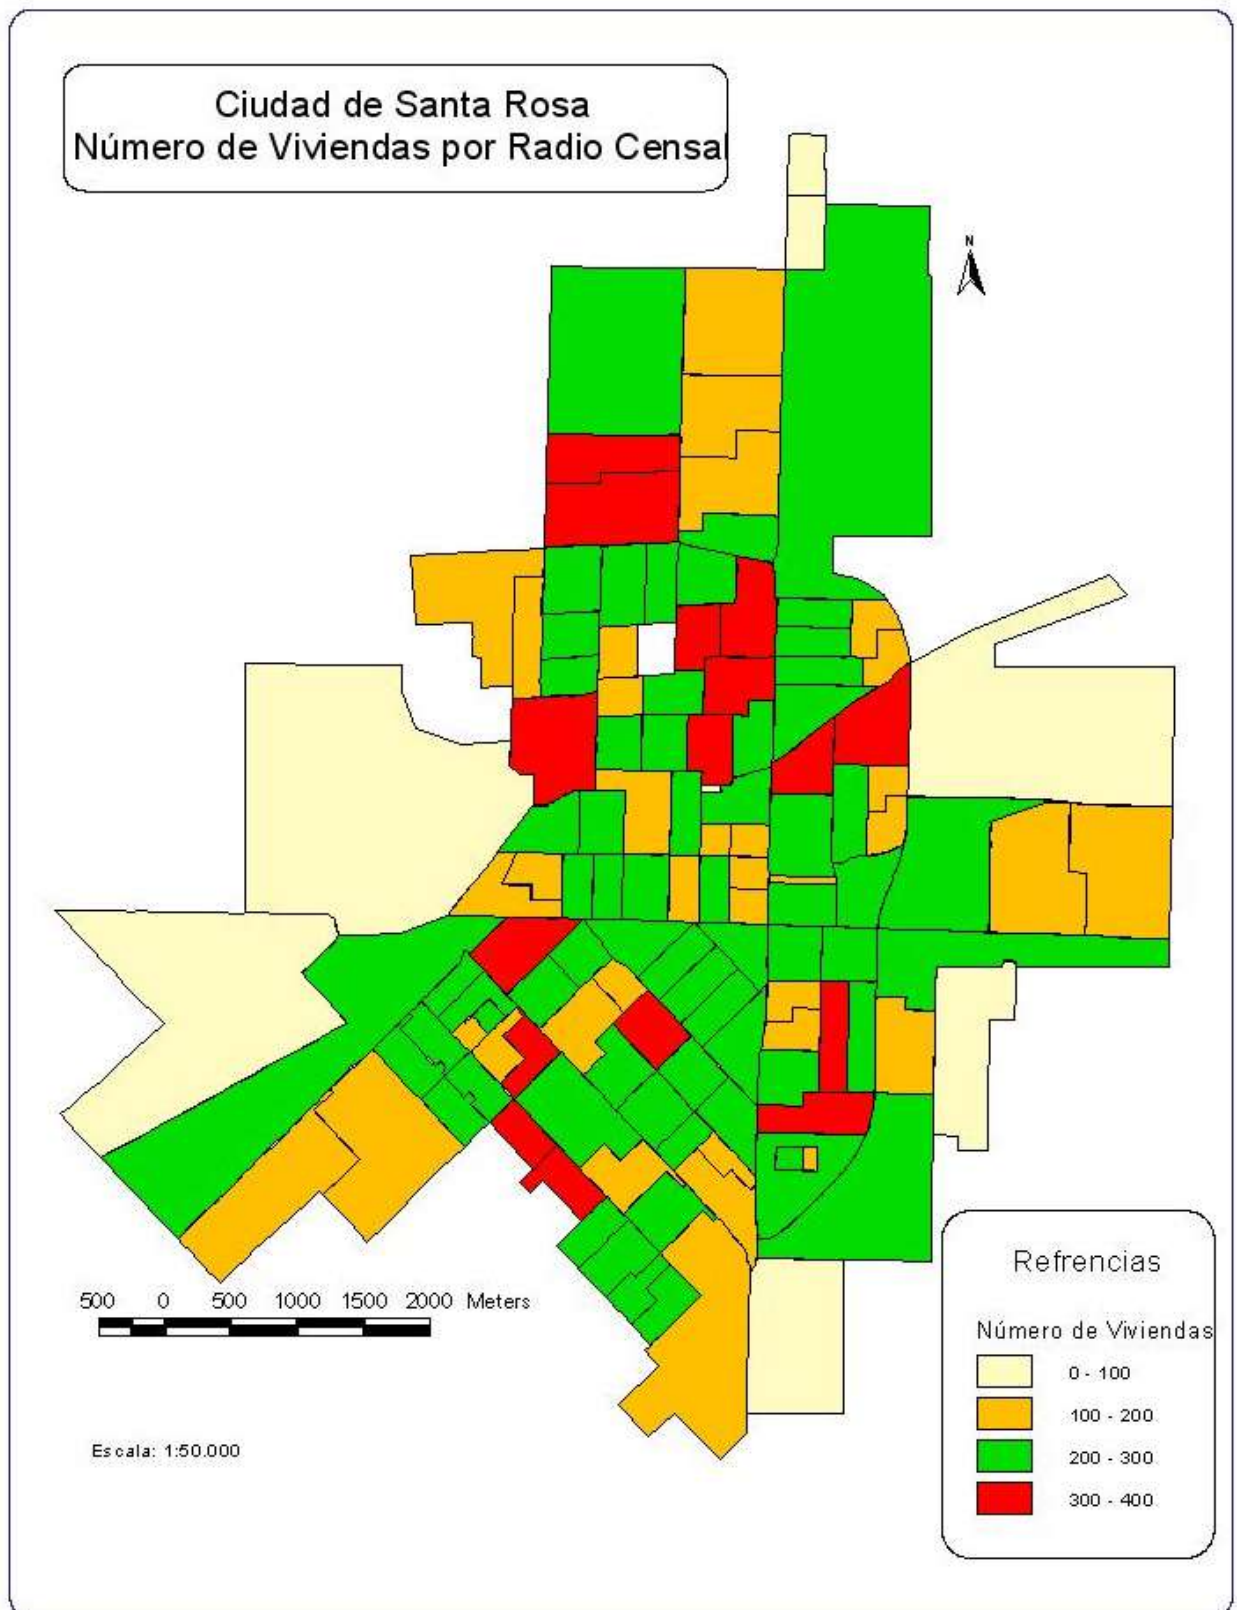 Ciudad de Santa Rosa
Número de Viviendas por Radio Censal
N
500 0 500 1000 1500 2000 Meters
Escala: 1:50.000
Refrencias
Número de Viviendas
0 - 100
100 - 200
200 - 300
300 - 400